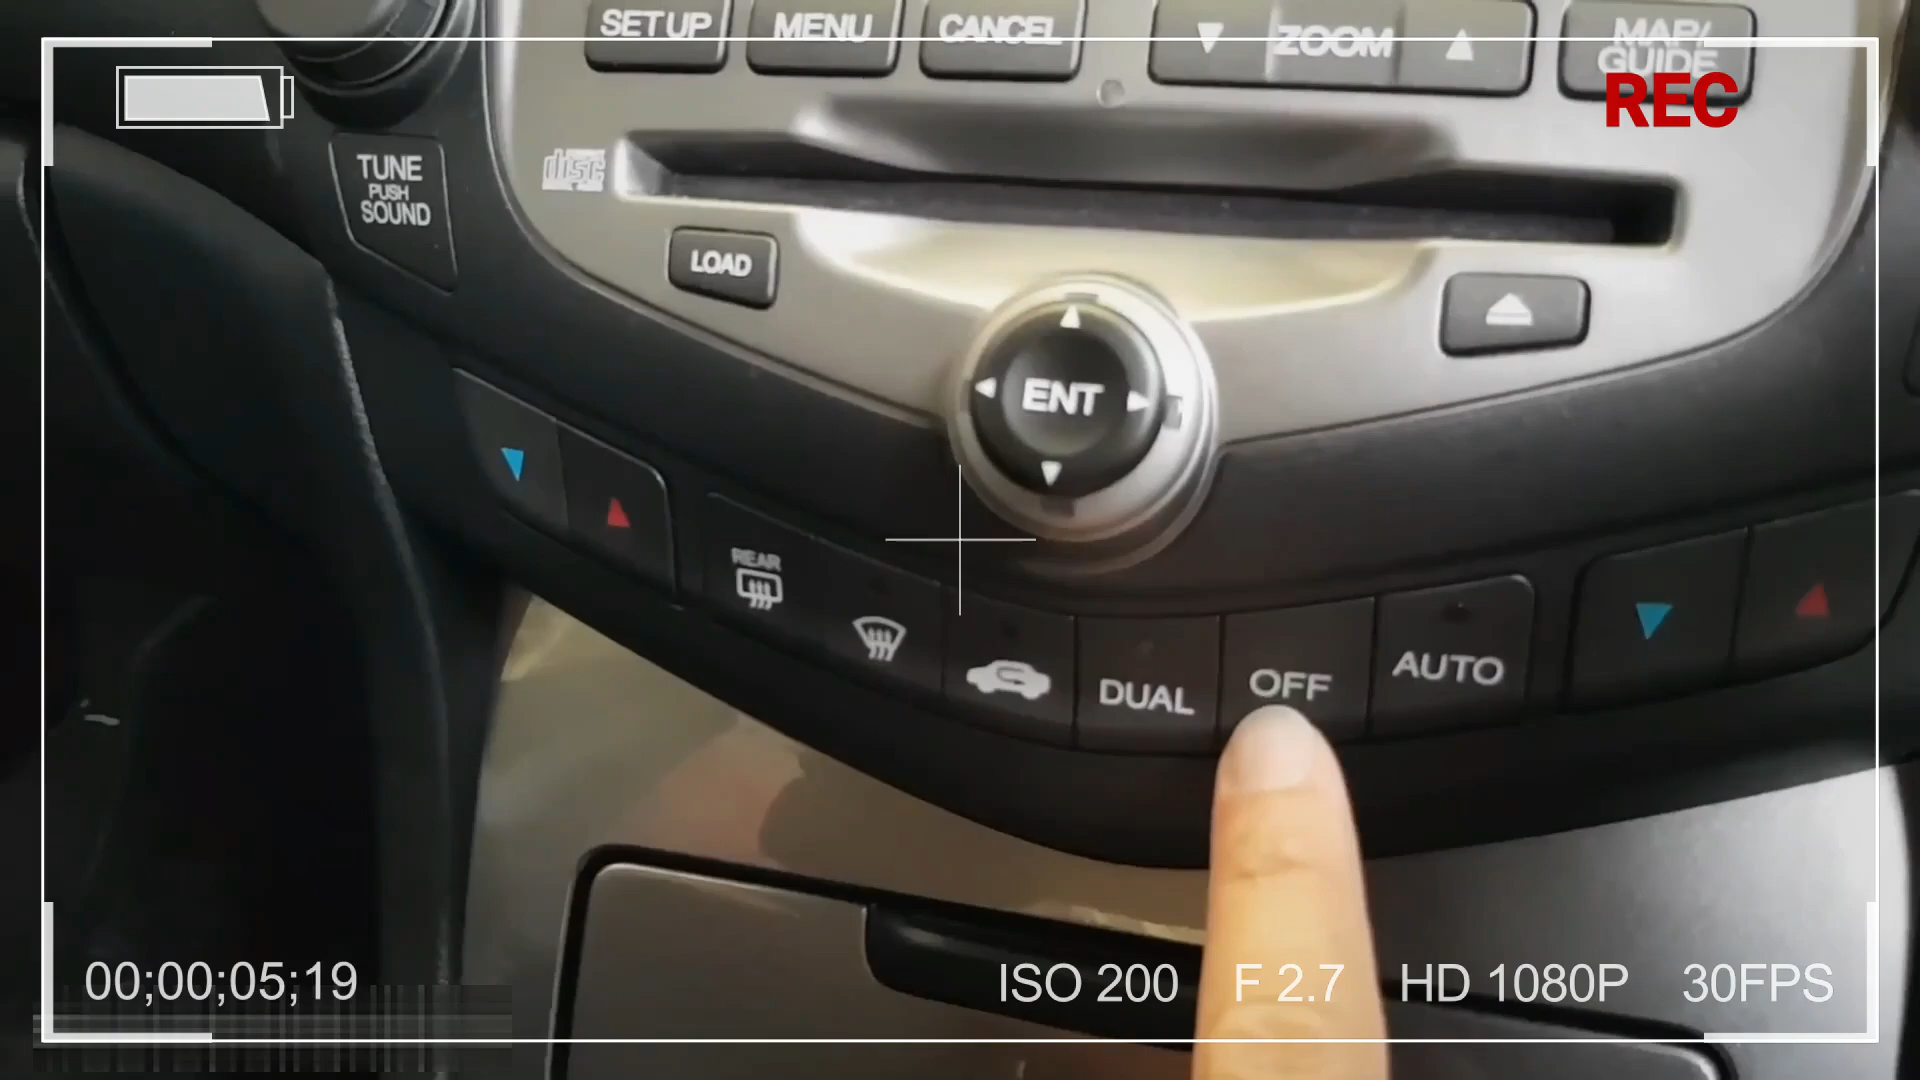 SETUP MENU CANCEL ZOOM MAP/
GUIDE
REC
TUNE
PUSH
SOUND
disc
LOAD
ENT
REAR
DUAL OFF AUTO
00;00;05;19 ISO 200 F 2.7 HD 1080P 30FPS